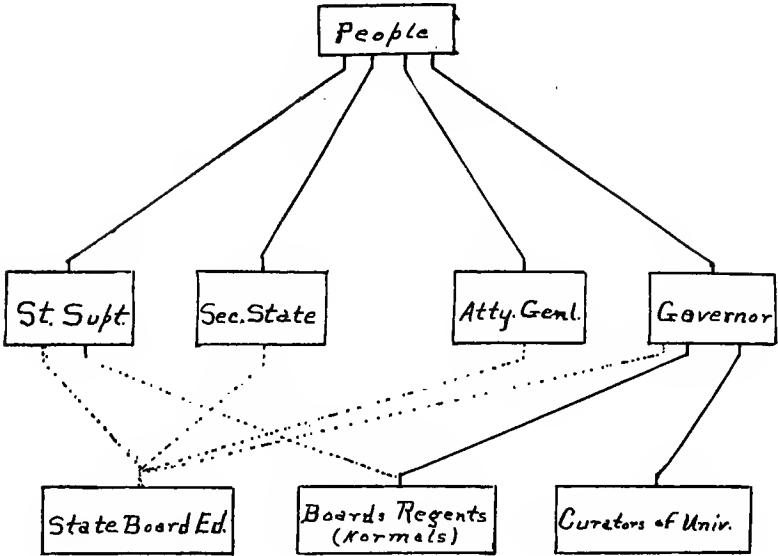 People
St. Supt.
Sec. State
Atty. Genl.
Governor
State Board Ed.
Boards Regents
(Normals)
Curators of Univ.